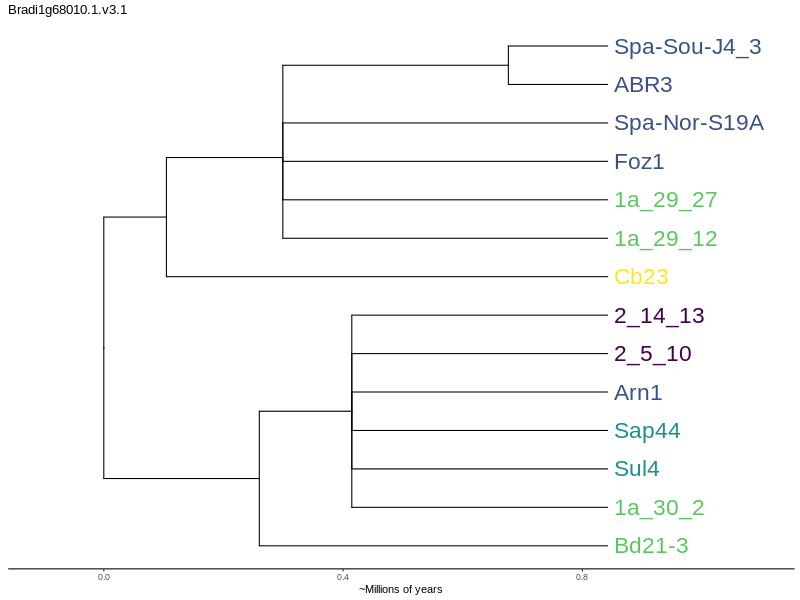 Bradi1g68010.1.v3.1
Spa-Sou-J4_3
ABR3
Spa-Nor-S19A
Foz1
1a_29_27
1a_29_12
Cb23
2_14_13
2_5_10
Arn1
Sap44
Sul4
1a_30_2
Bd21-3
0.0 0.4 0.8
~Millions of years